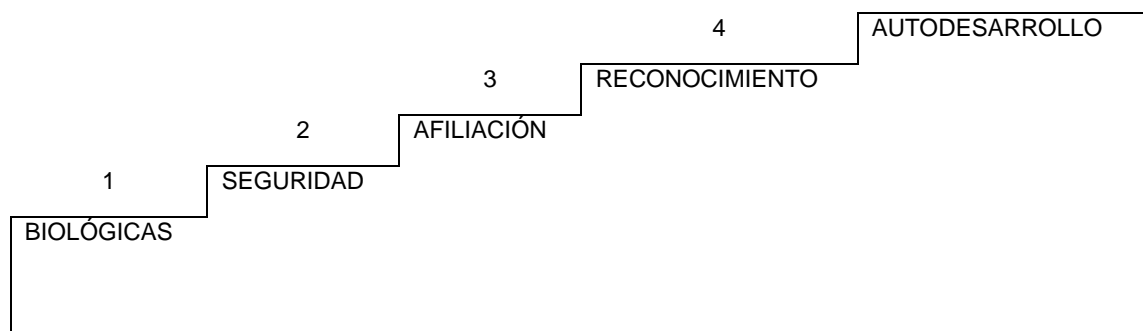 4 AUTODESARROLLO
3 RECONOCIMIENTO
2 AFILIACIÓN
1 SEGURIDAD
BIOLÓGICAS